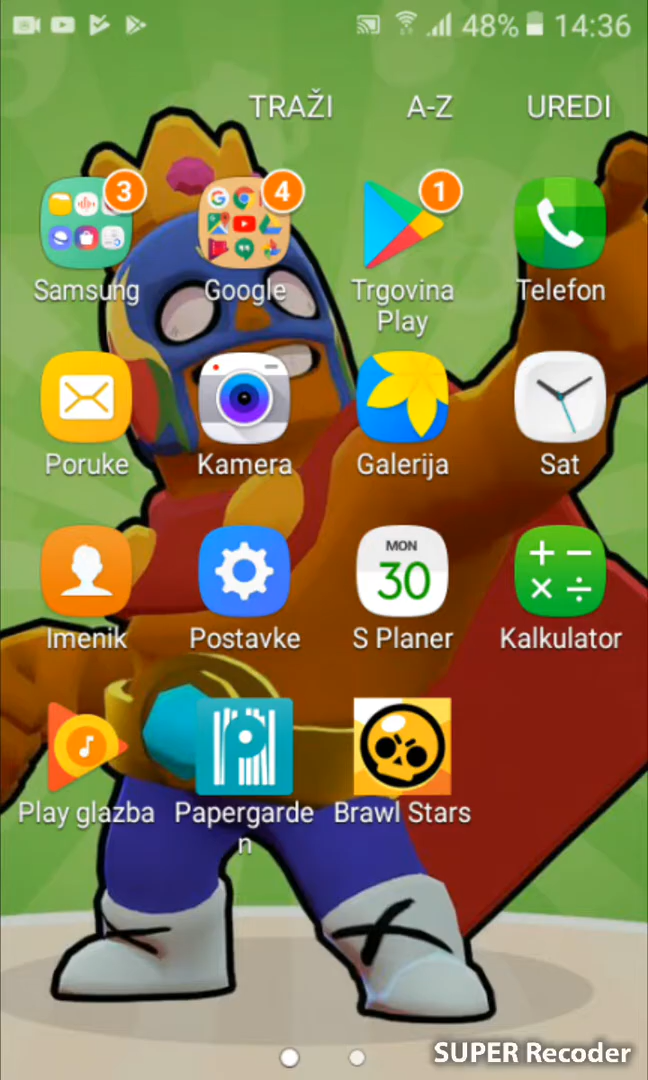 48% 14:36
TRAŽI A-Z UREDI
3 4 1
Samsung Google Trgovina Play Telefon
Poruke Kamera Galerija Sat
MON
30
Imenik Postavke S Planer Kalkulator
Play glazba Papergarde
n Brawl Stars
SUPER Recoder